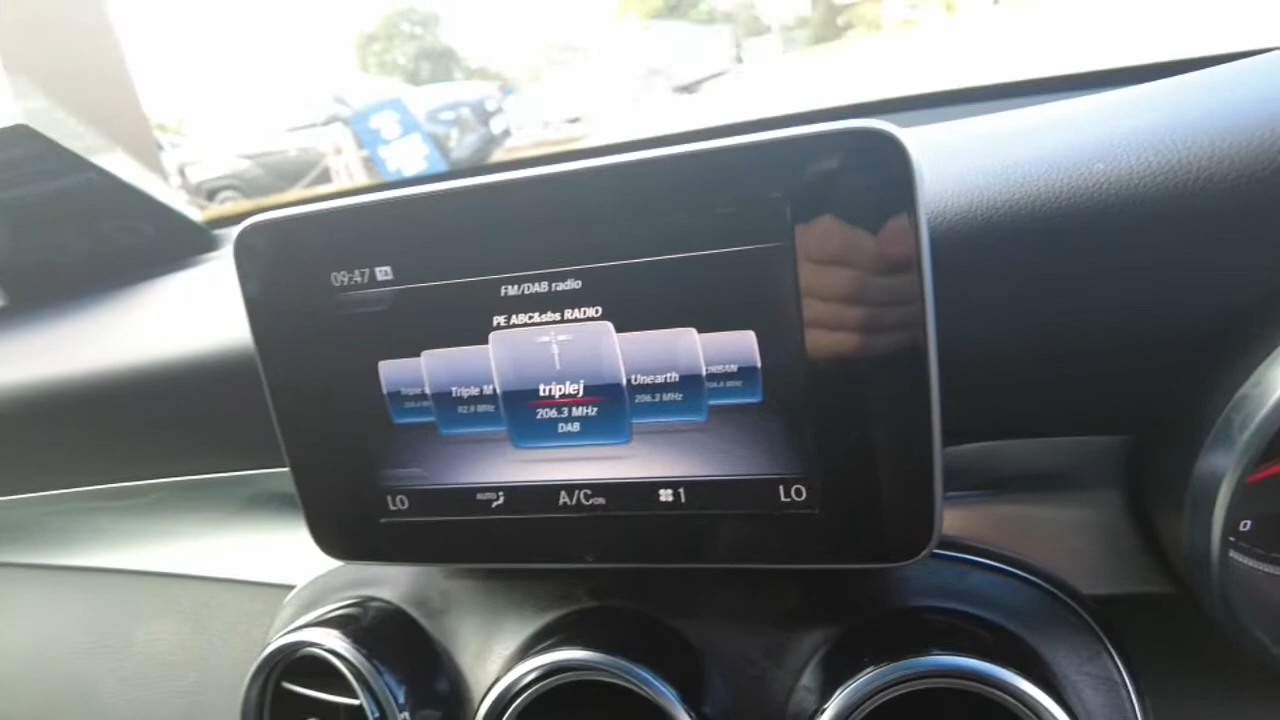 09:47 TA
FM/DAB radio
PE ABC&sbs RADIO
Triple M
92.9 MHz
triplej
206.3 MHz
DAB
Unearth
206.3 MHz
LO
AUTO
A/C ON
1
LO
0